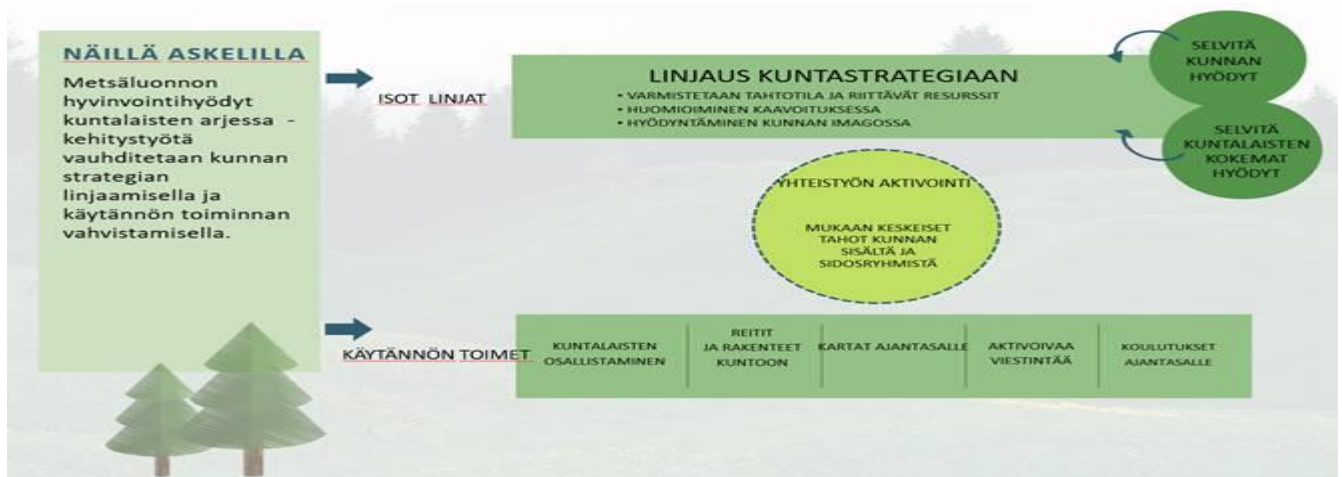 NÄILLÄ ASKELILLA
Metsäluonnon
hyvinvointihyödyt
kuntalaisten arjessa -
kehitystyötä
vauhditetaan kunnan
strategian
linjaamisella ja
käytännön toiminnan
vahvistamisella.
ISOT LINJAT
LINJAUS KUNTASTRATEGIAAN
• VARMISTETAAN TAHTOTILA JA RIITTÄVÄT RESURSSIT
• HUOMIOIMINEN KAAVOITUKSESSA
• HYÖDYNTÄMINEN KUNNAN IMAGOSSA
SELVITÄ
KUNNAN
HYÖDYT
SELVITÄ
KUNTALAISTEN
KOKEMAT
HYÖDYT
YHTEISTYÖN AKTIVOINTI
MUKAAN KESKEISET
TAHOT KUNNAN
SISÄLTÄ JA
SIDOSRYHMISTÄ
KÄYTÄNNÖN TOIMET
KUNTALAISTEN
OSALLISTAMINEN
REITIT
JA RAKENTEET
KUNTOON
KARTAT AJANTASALLE
AKTIVOIVAA
VIESTINTÄÄ
KOULUTUKSET
AJANTASALLE